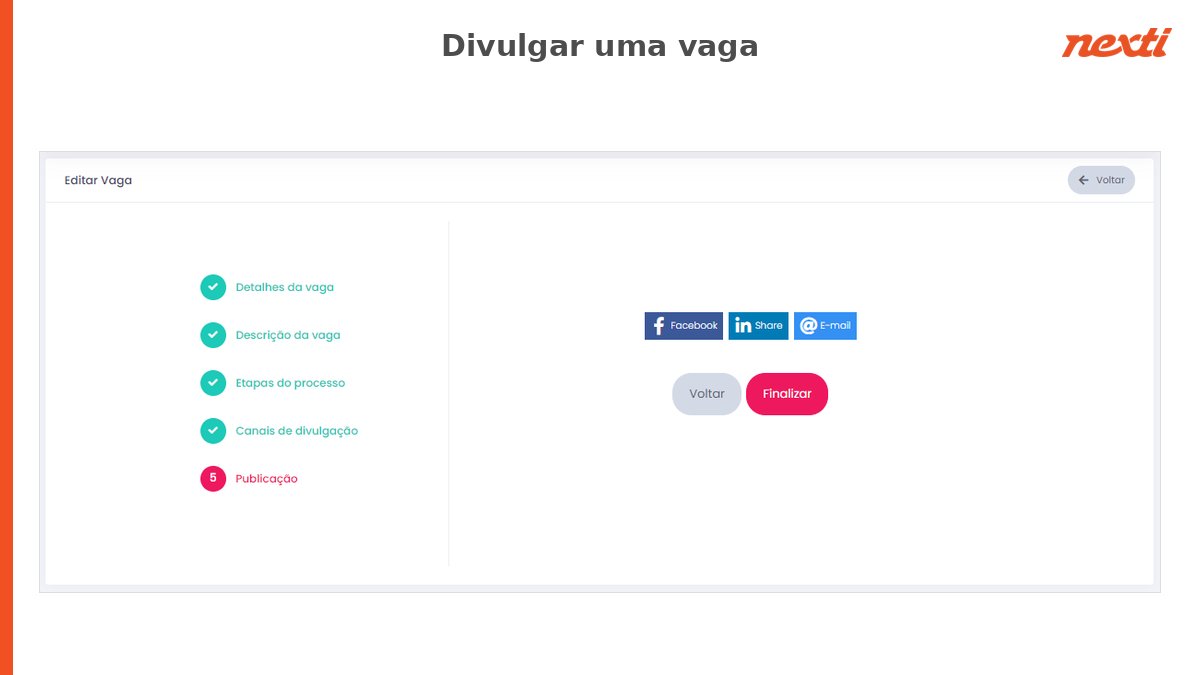 Divulgar uma vaga
nexti
Editar Vaga
Voltar
Detalhes da vaga
Descrição da vaga
Etapas do processo
Canais de divulgação
5 Publicação
Facebook
in Share
@ E-mail
Voltar
Finalizar